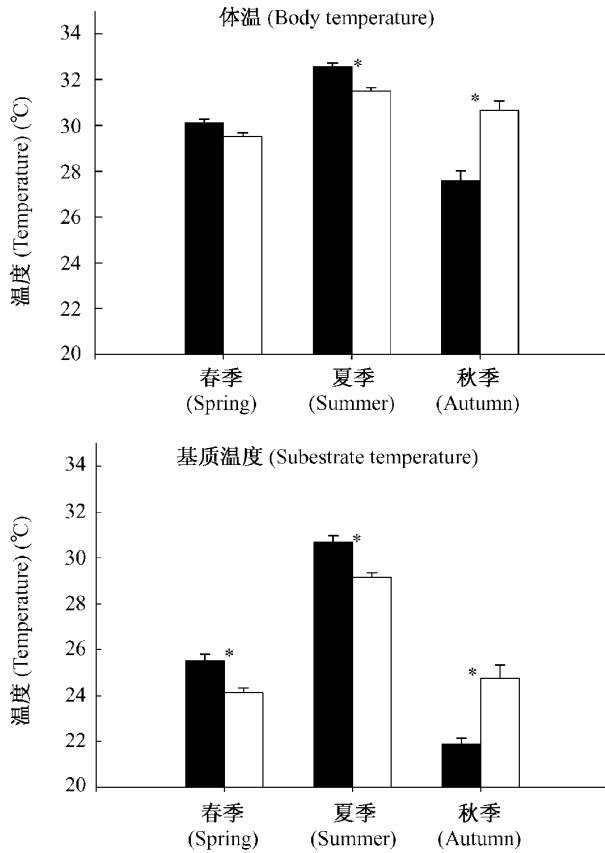 体温 (Body temperature)
温度 (Temperature) (℃)
34
32
30
28
26
24
22
20
*
*
春季
(Spring)
夏季
(Summer)
秋季
(Autumn)
基质温度 (Subestrate temperature)
温度 (Temperature) (℃)
34
32
30
28
26
24
22
20
*
*
*
春季
(Spring)
夏季
(Summer)
秋季
(Autumn)